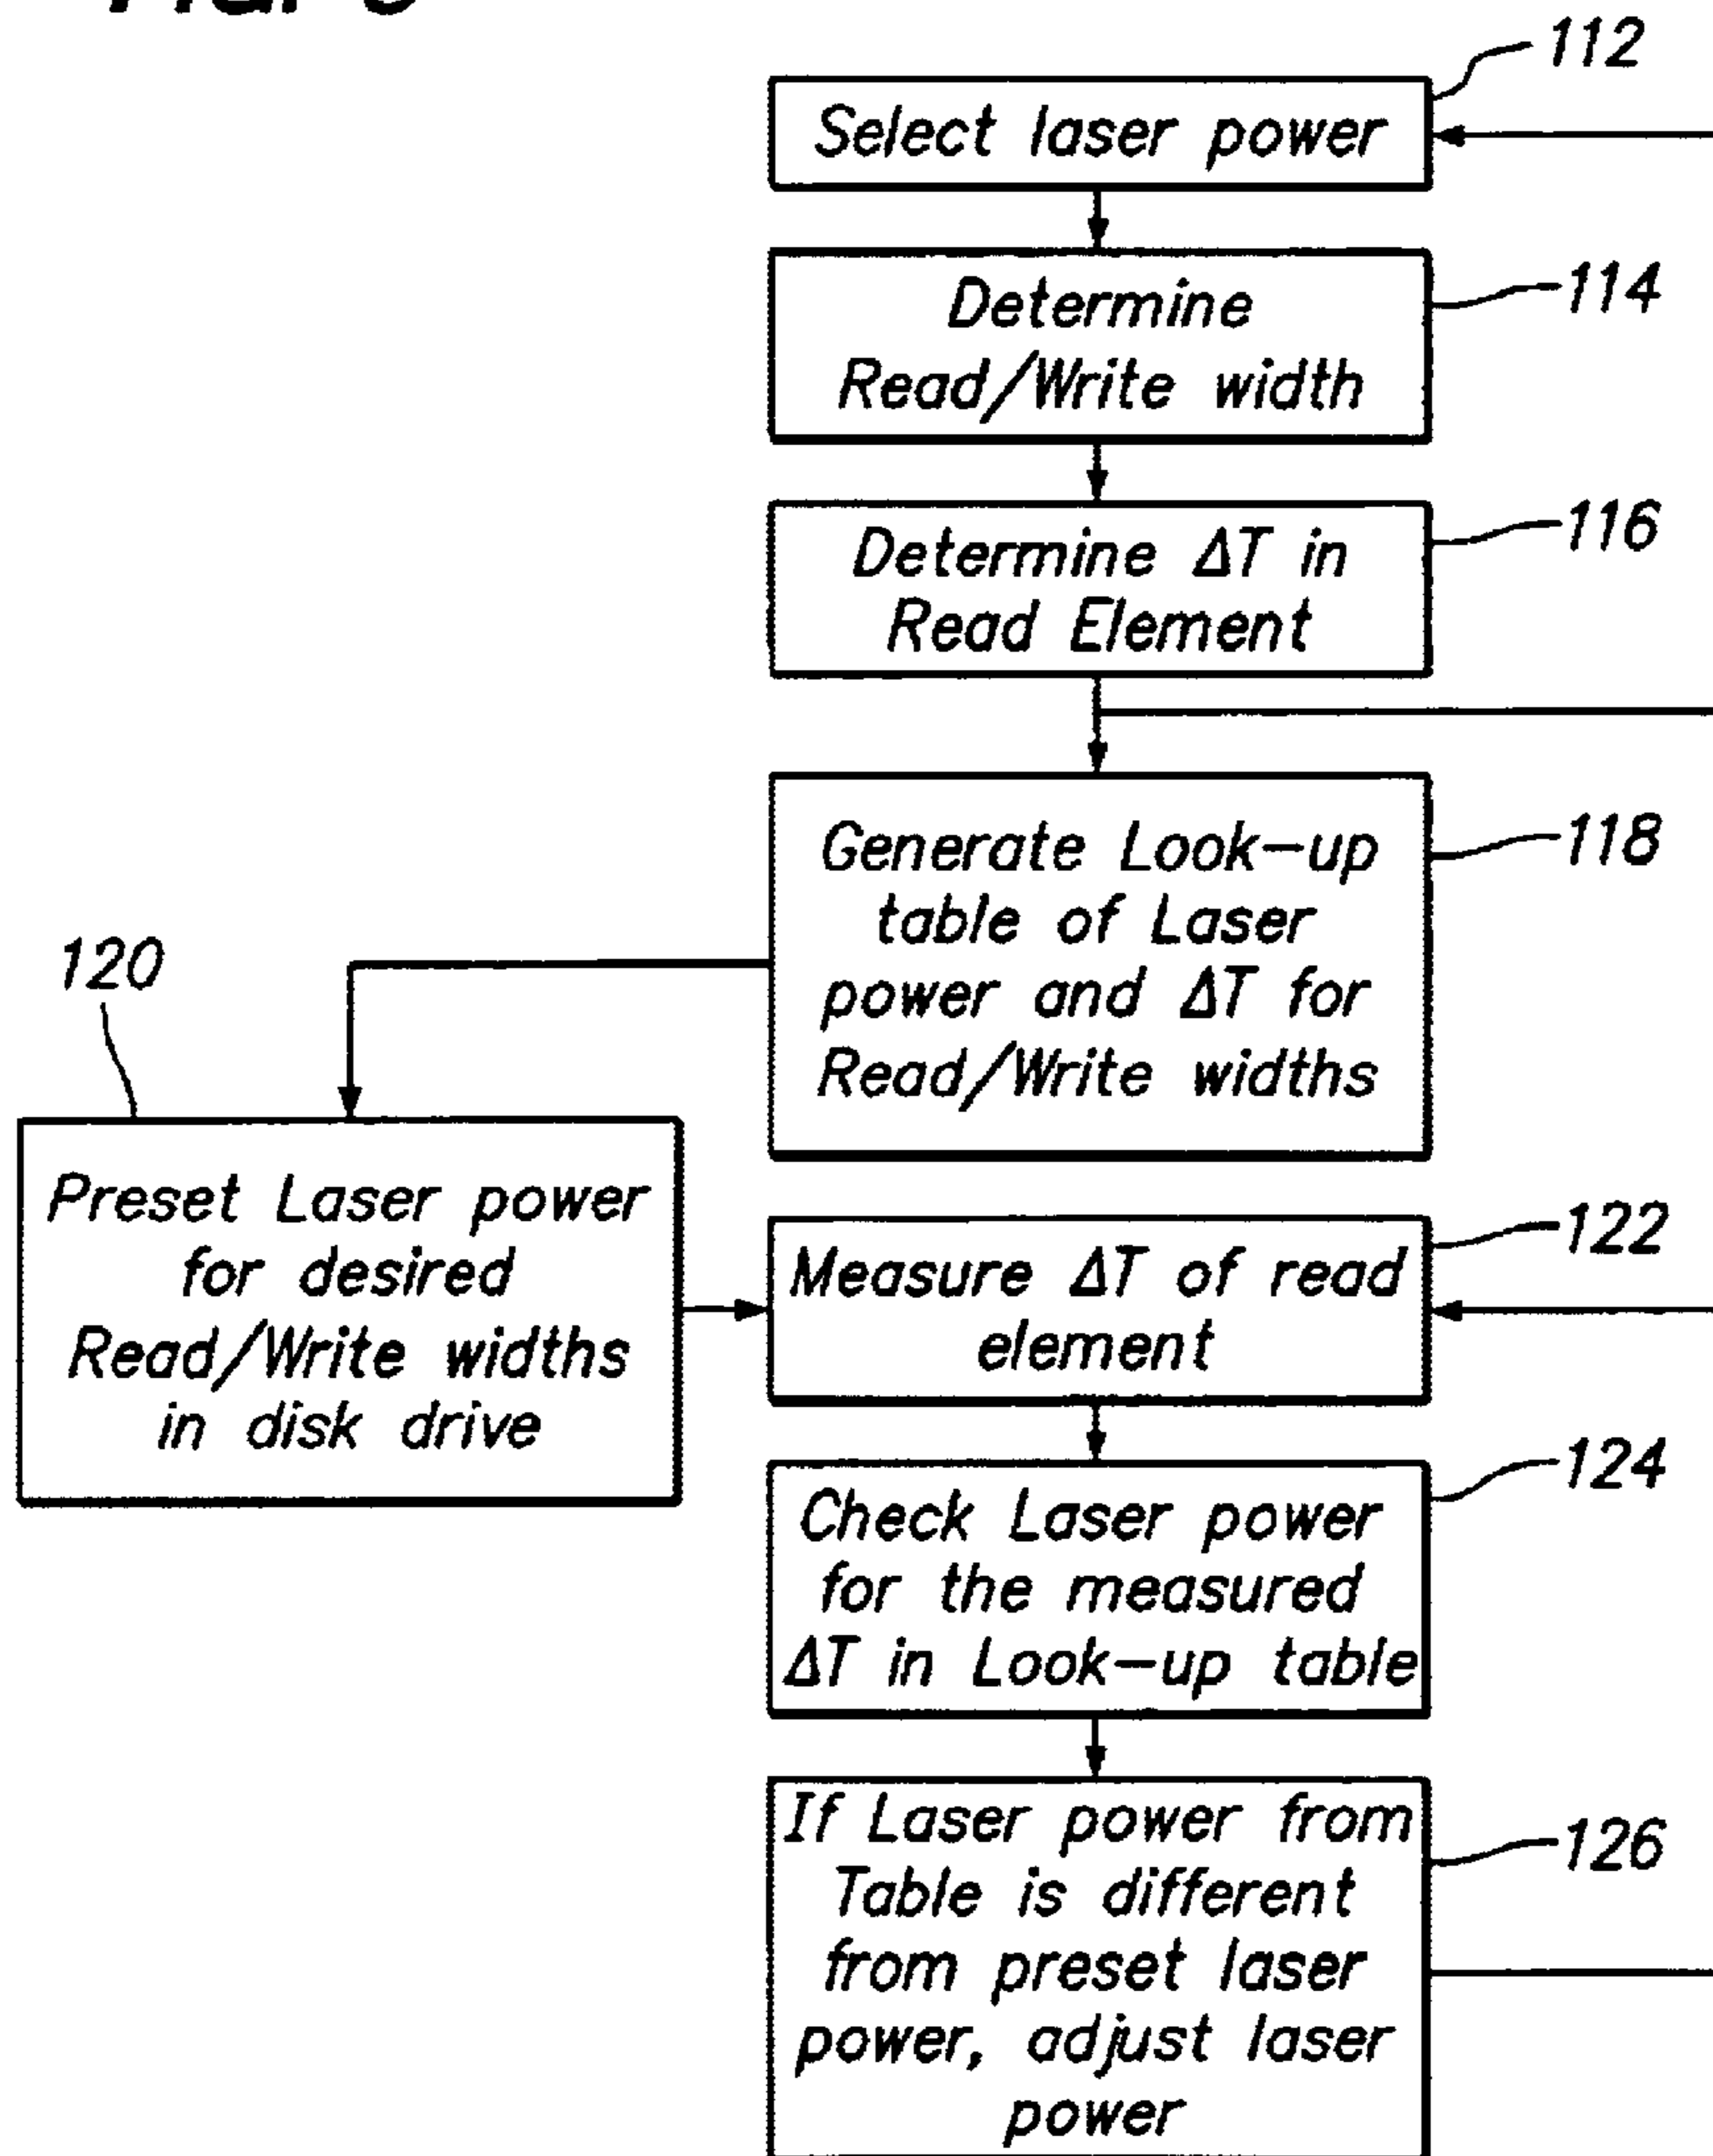 112
Select laser power
114
Determine
Read/Write width
116
Determine ΔT in
Read Element
118
Generate Look-up
table of Laser
power and ΔT for
Read/Write widths
120
Preset Laser power
for desired
Read/Write widths
in disk drive
122
Measure ΔT of read
element
124
Check Laser power
for the measured
ΔT in Look-up table
126
If Laser power from
Table is different
from preset laser
power, adjust laser
power